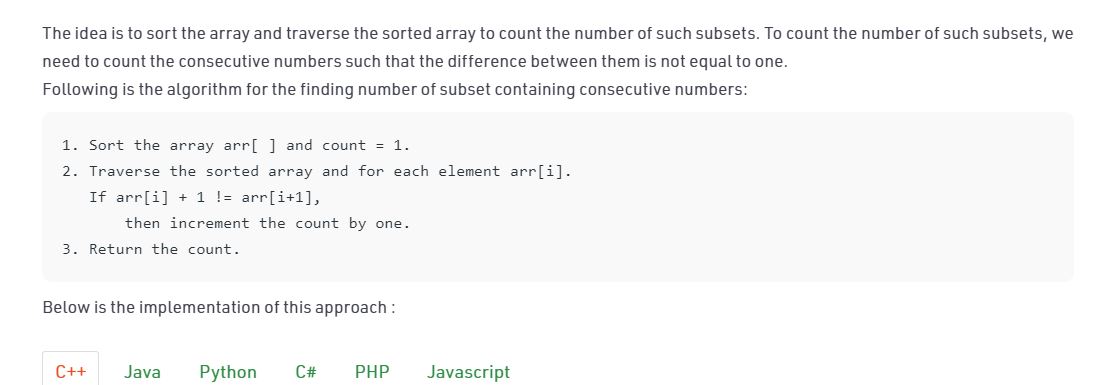 The idea is to sort the array and traverse the sorted array to count the number of such subsets. To count the number of such subsets, we
need to count the consecutive numbers such that the difference between them is not equal to one.
Following is the algorithm for the finding number of subset containing consecutive numbers:
1. Sort the array arr[ ] and count = 1.
2. Traverse the sorted array and for each element arr[i].
If arr[i] + 1 != arr[i+1],
then increment the count by one.
3. Return the count.
Below is the implementation of this approach :
C++ Java Python C# PHP Javascript